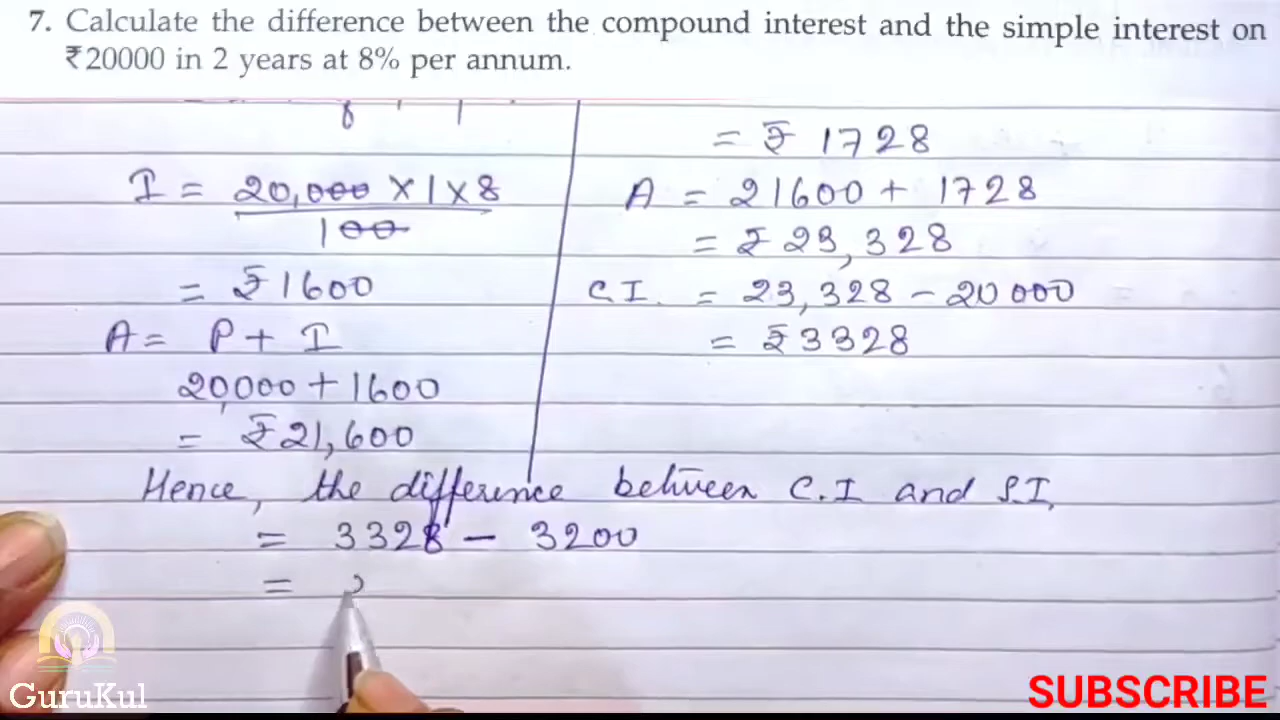 7. Calculate the difference between the compound interest and the simple interest on
₹20000 in 2 years at 8% per annum.
I = 20,000 × 1 × 8
100
= ₹1600
A = P + I
20,000 + 1600
= ₹21,600
= ₹ 1728
A = 21600 + 1728
= ₹ 23,328
C.I. = 23,328 – 20000
= ₹3328
Hence, the difference between C.I and S.I,
= 3328 – 3200
=
GuruKul
SUBSCRIBE